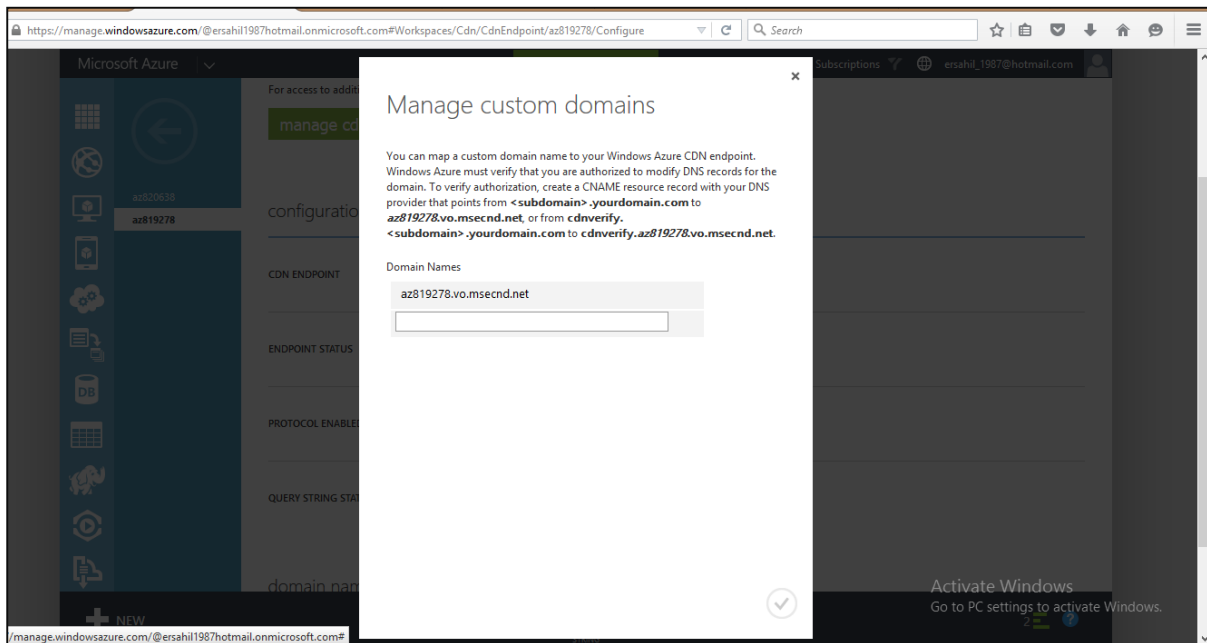 https://manage.windowsazure.com/@ersahil1987hotmail.onmicrosoft.com#Workspaces/Cdn/CdnEndpoint/az819278/Configure
Search
Microsoft Azure
Subscriptions
ersahil_1987@hotmail.com
For access to addit
manage cd
az820638
az819278
configuratio
CDN ENDPOINT
ENDPOINT STATUS
PROTOCOL ENABLE
QUERY STRING STA
domain nam
DB
Manage custom domains
You can map a custom domain name to your Windows Azure CDN endpoint.
Windows Azure must verify that you are authorized to modify DNS records for the
domain. To verify authorization, create a CNAME resource record with your DNS
provider that points from <subdomain>.yourdomain.com to
az819278.vo.msecnd.net, or from cdnverify.
<subdomain>.yourdomain.com to cdnverify.az819278.vo.msecnd.net.
Domain Names
az819278.vo.msecnd.net
Activate Windows
Go to PC settings to activate Windows.
NEW
2
?
/manage.windowsazure.com/@ersahil1987hotmail.onmicrosoft.com#